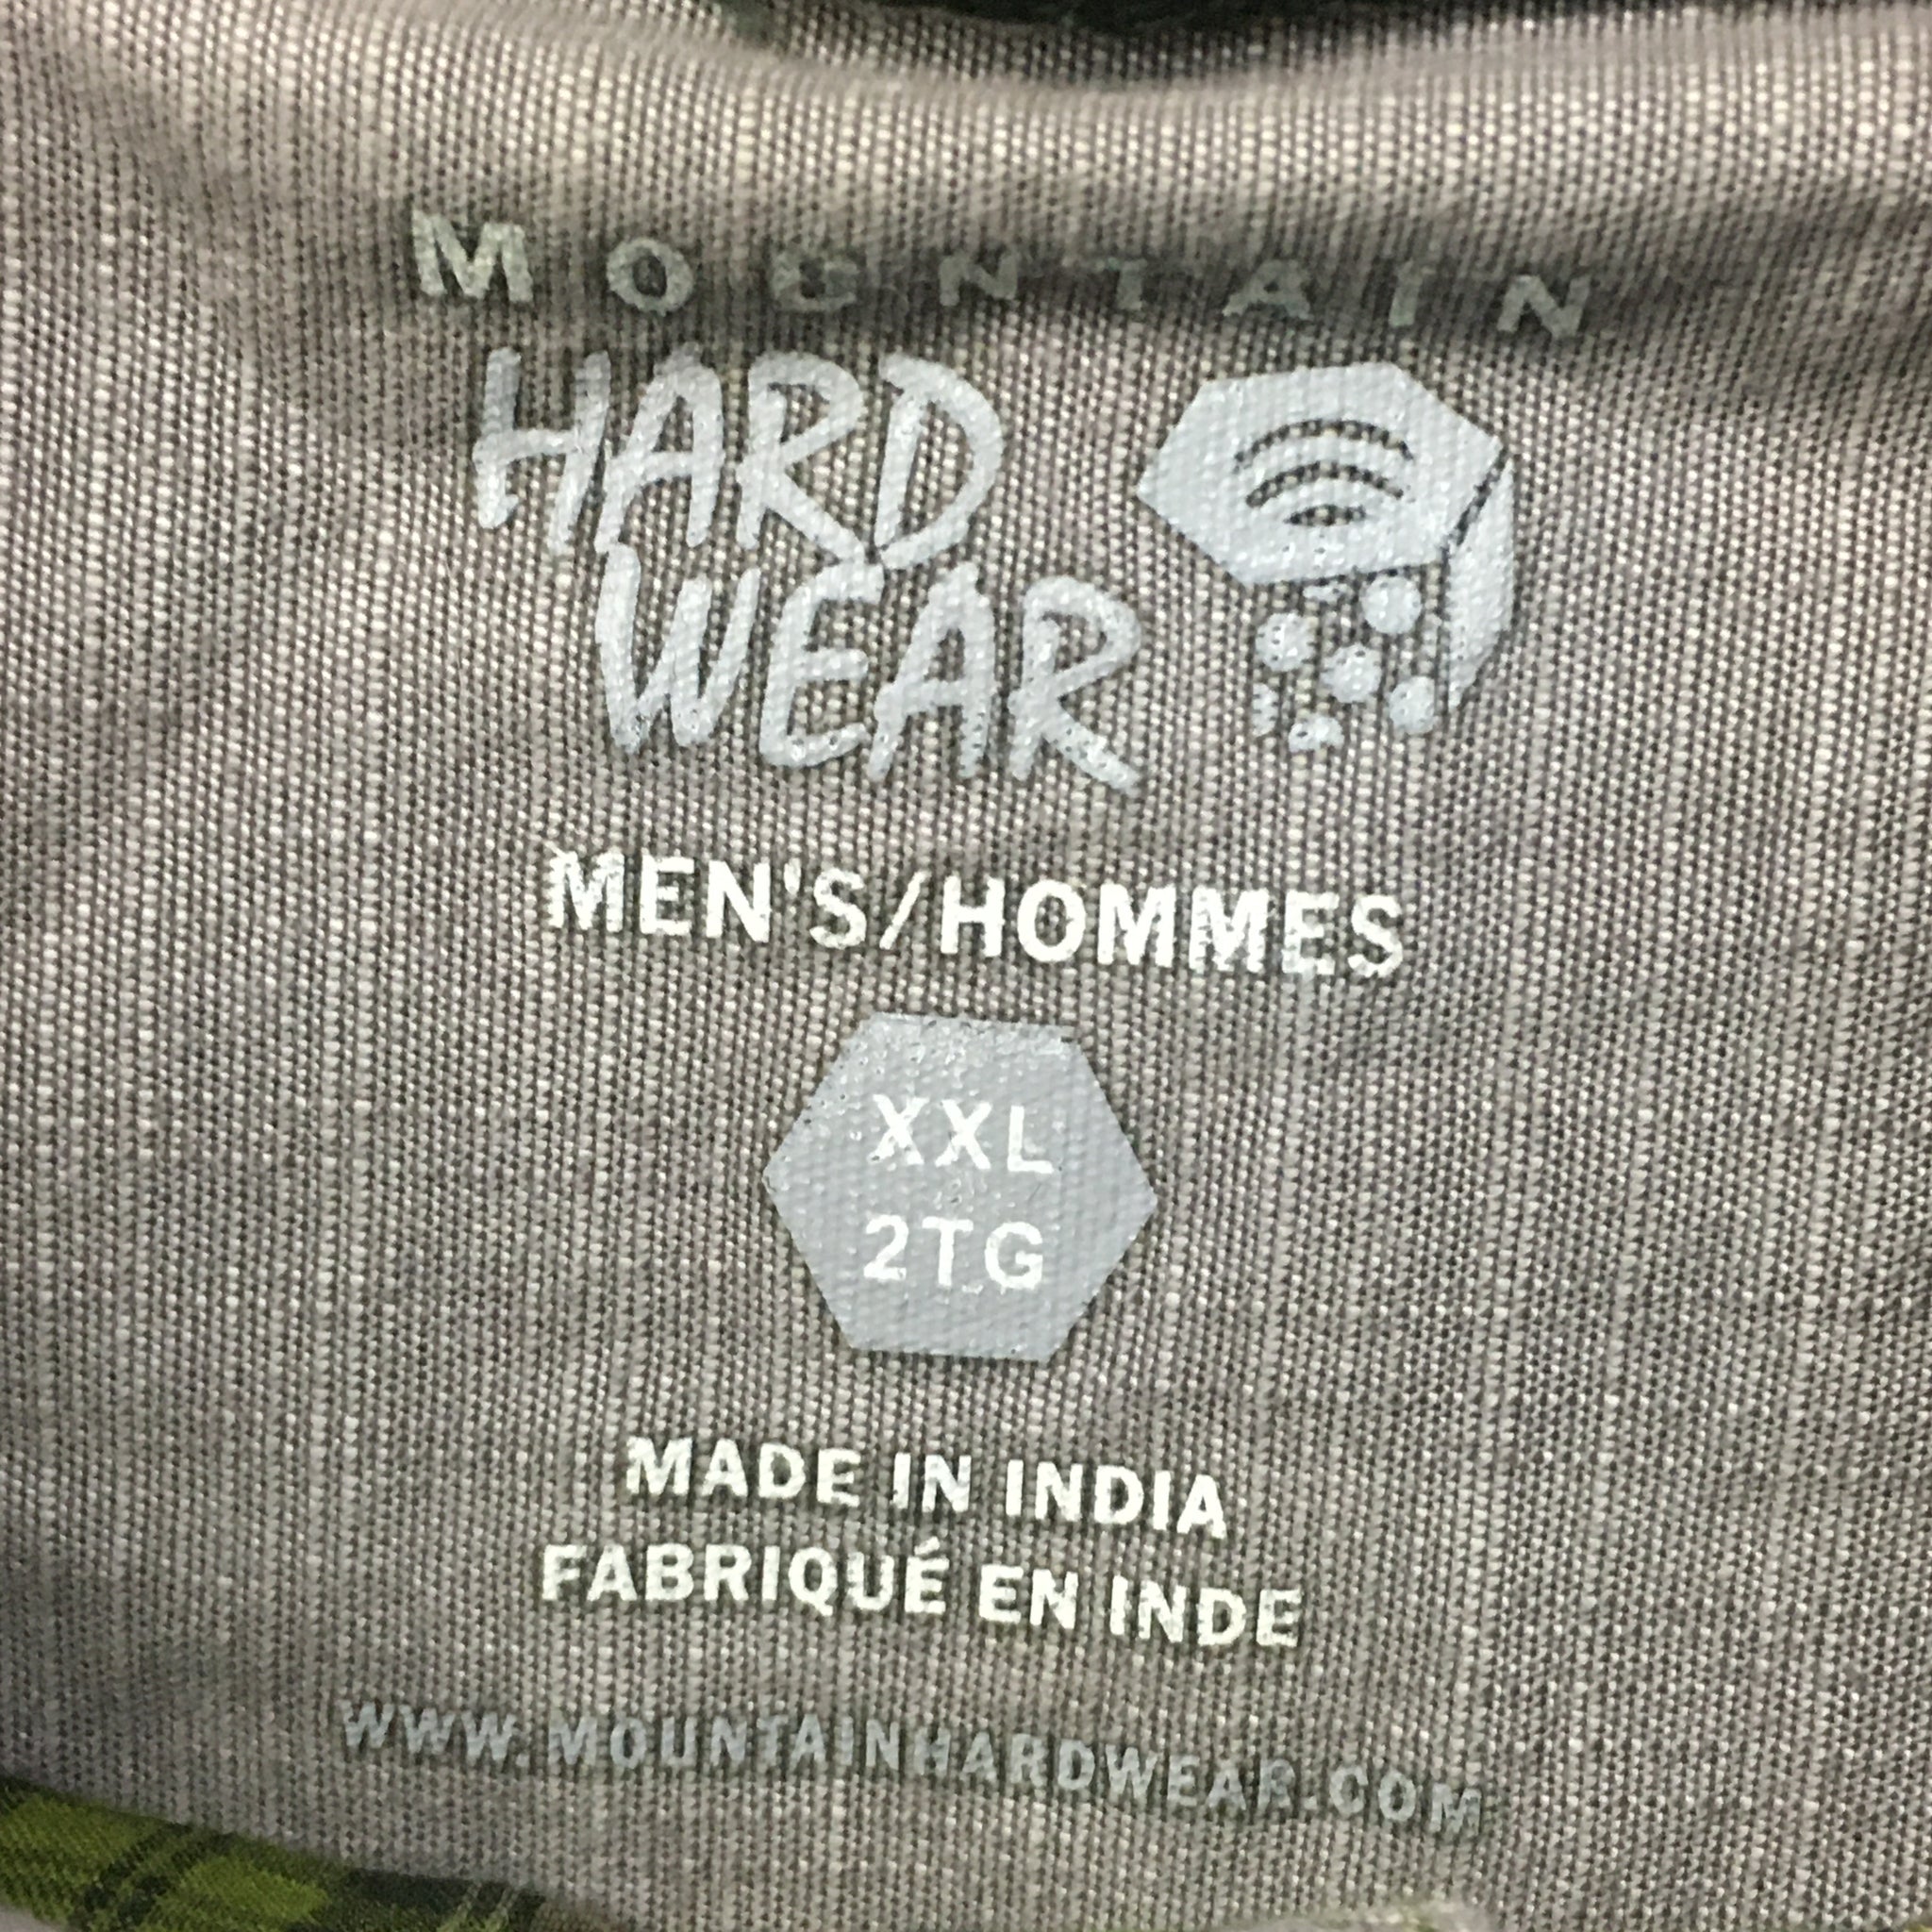 MOUNTAIN
HARD
WEAR
MEN'S/HOMMES
XXL
2TG
MADE IN INDIA
FABRIQUÉ EN INDE
WWW.MOUNTAINHARDWEAR.COM